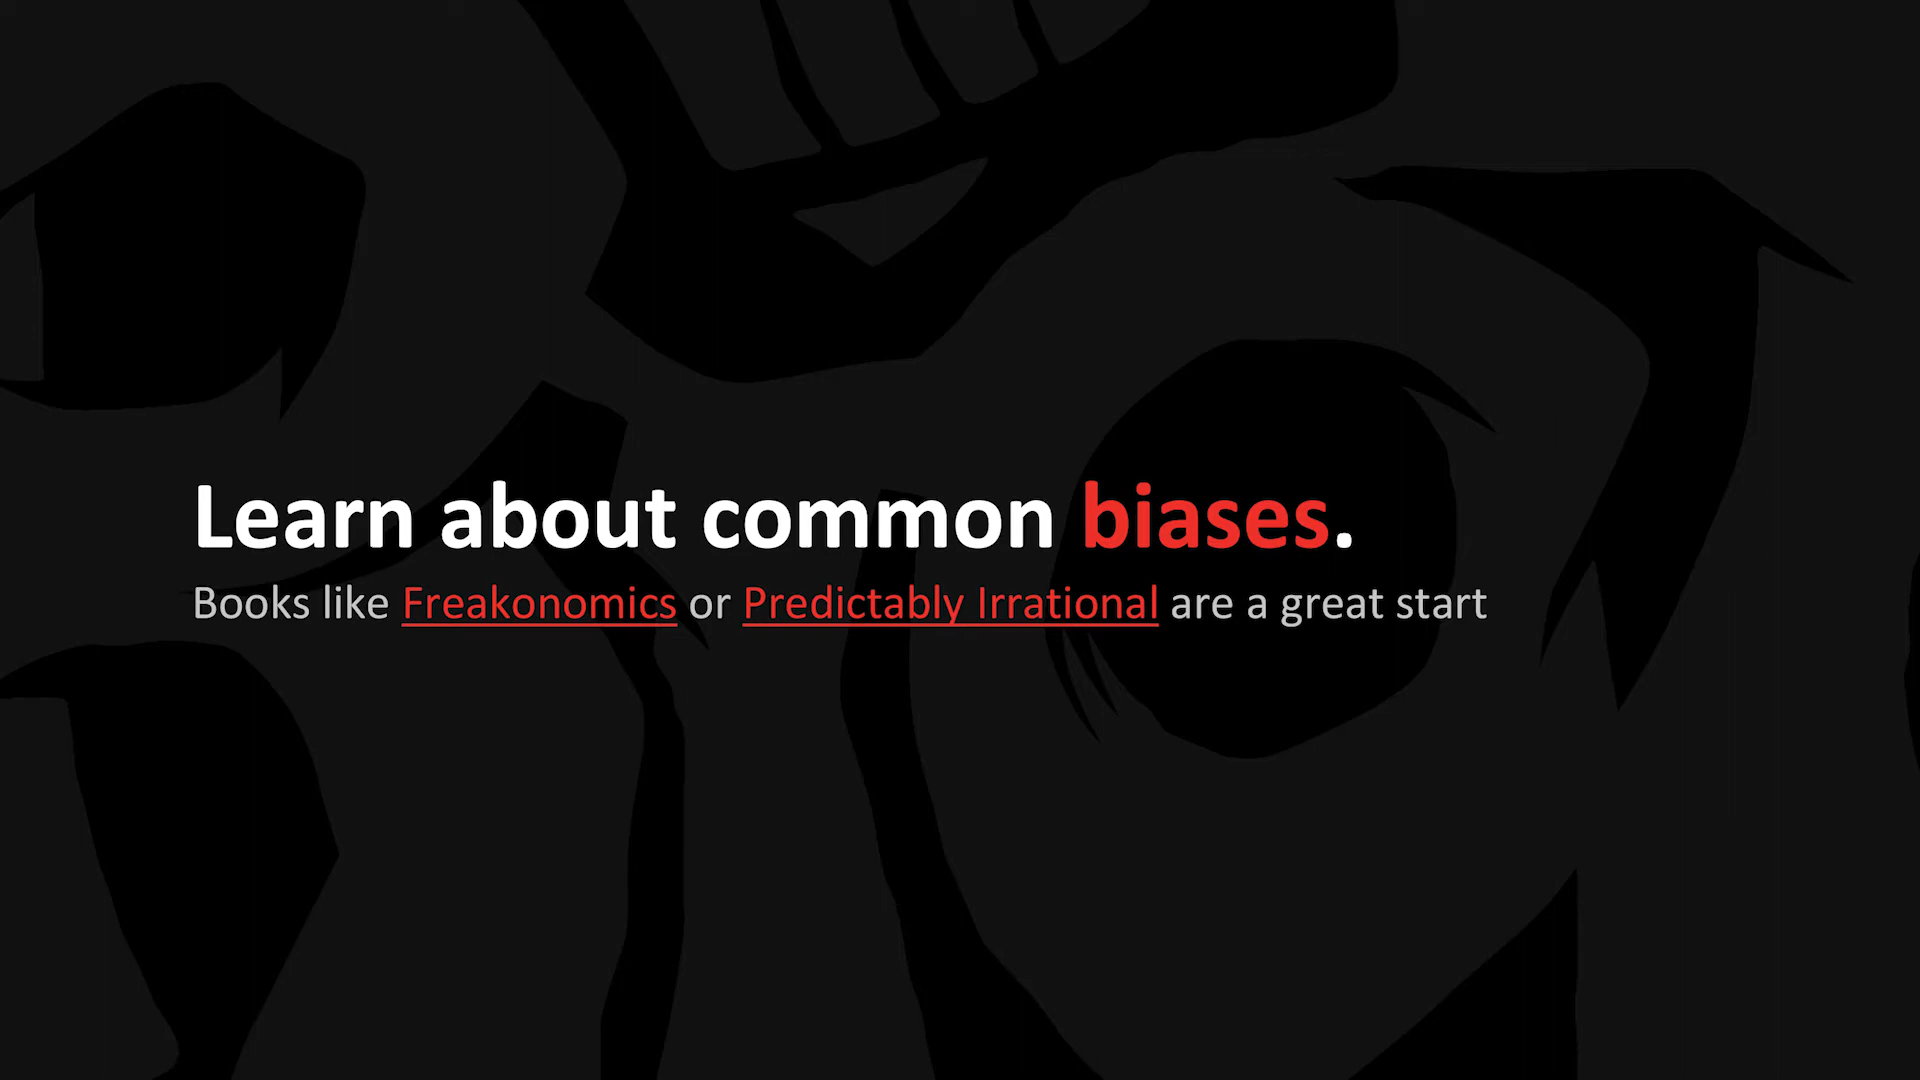 Learn about common biases.
Books like Freakonomics or Predictably Irrational are a great start